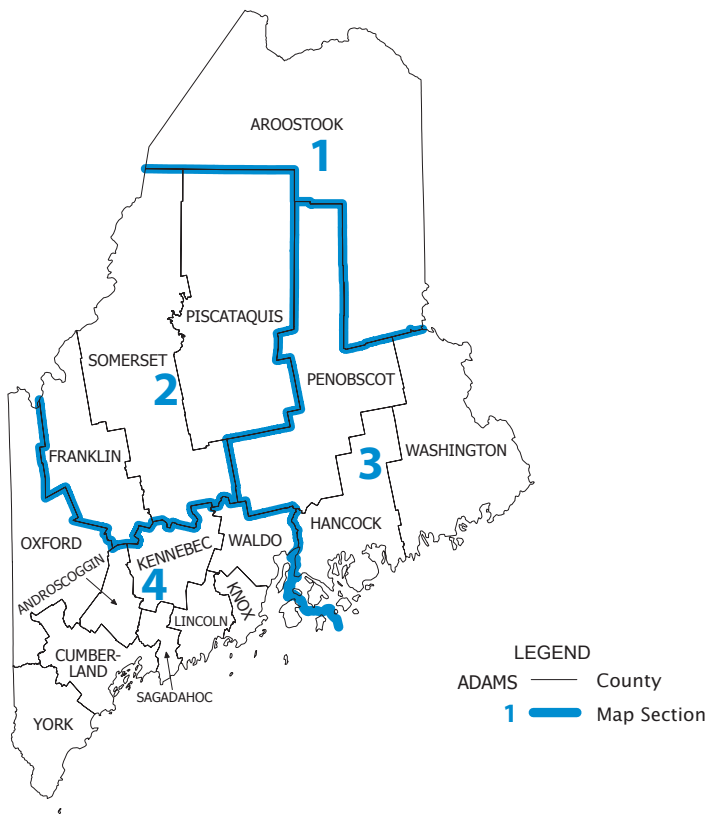 AROOSTOOK
1
PISCATAQUIS
SOMERSET
2
PENOBSCOT
FRANKLIN
3
WASHINGTON
HANCOCK
OXFORD
KENNEBEC
WALDO
ANDROSCOGGIN
4
KNOX
LINCOLN
CUMBER-
LAND
SAGADAHOC
YORK
LEGEND
ADAMS County
1 Map Section